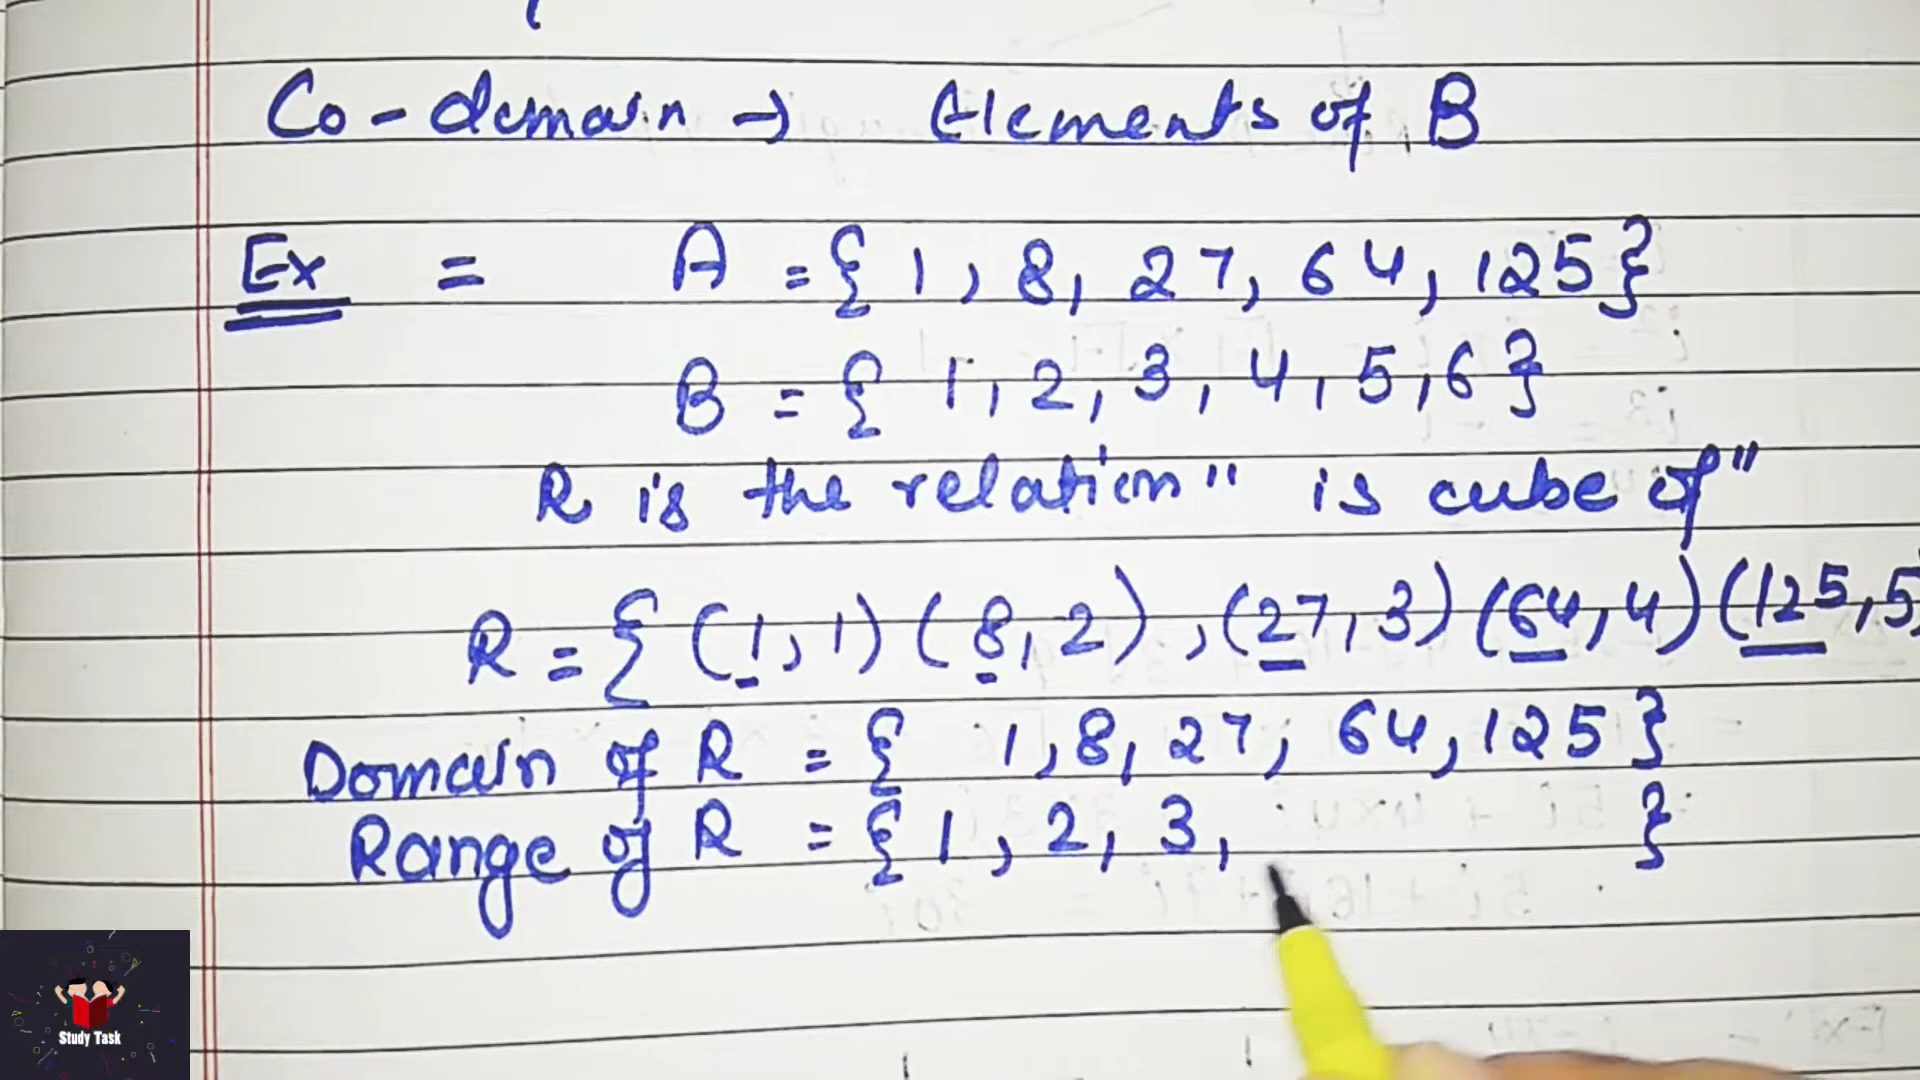 Co-domain → Elements of B
Ex = A = { 1, 8, 27, 64, 125}
B = { 1, 2, 3, 4, 5, 6}
R is the relation" is cube of"
R = { (1, 1) ( 8, 2) , (27, 3) (64, 4) (125, 5)
Domain of R = { 1, 8, 27, 64, 125 }
Range of R = { 1, 2, 3, }
Study Task